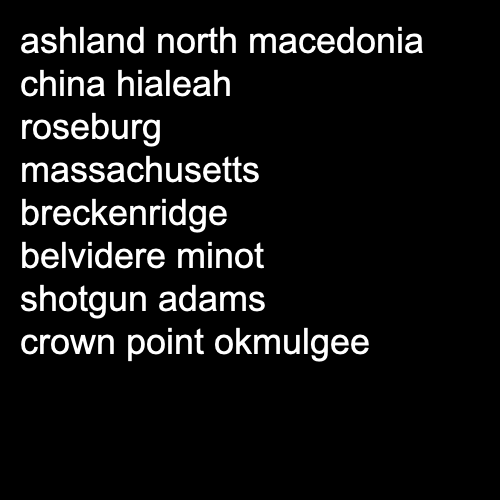 ashland north macedonia
china hialeah
roseburg
massachusetts
breckenridge
belvidere minot
shotgun adams
crown point okmulgee